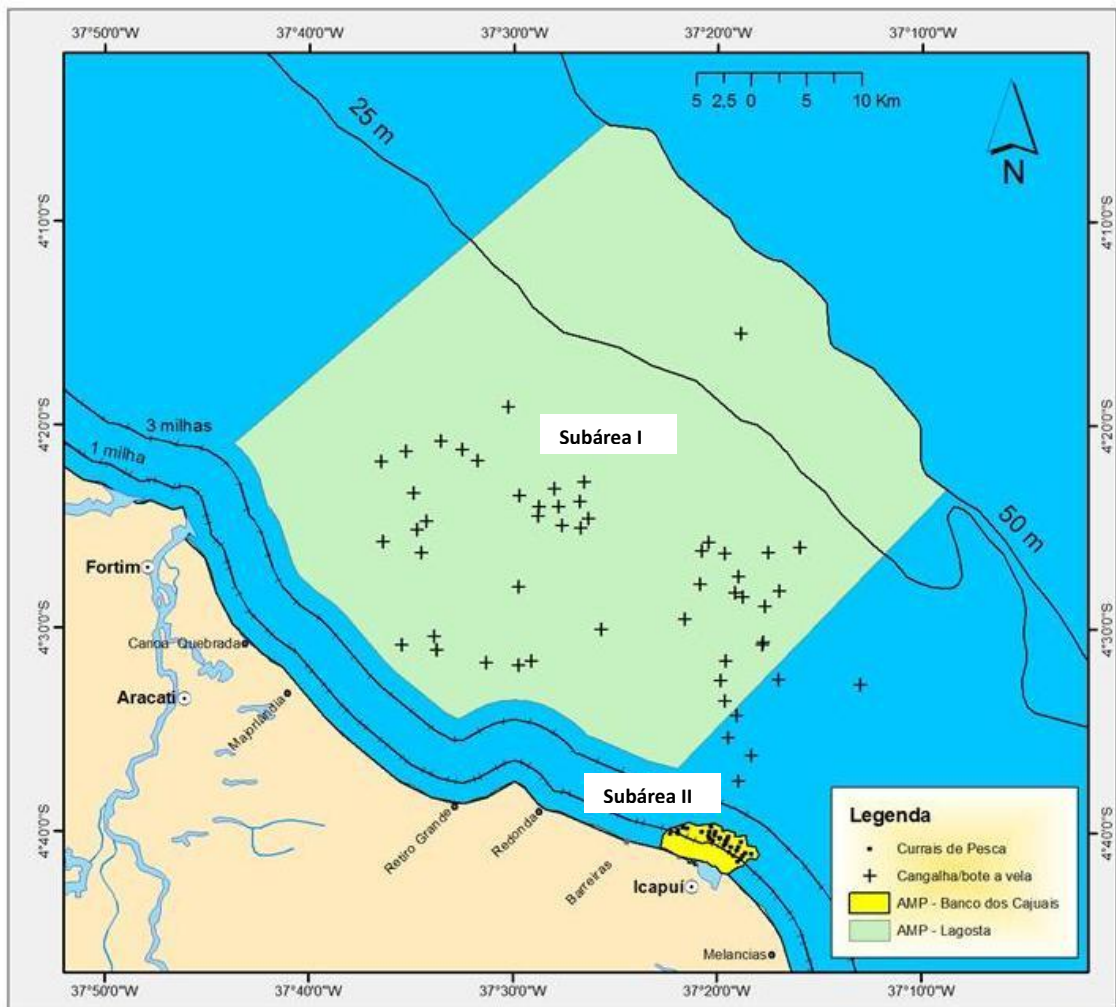 37°50'0"W 37°40'0"W 37°30'0"W 37°20'0"W 37°10'0"W
5 2,5 0 5 10 Km
25 m
N
4°10'0"S 4°10'0"S
4°20'0"S 4°20'0"S
3 milhas
Subárea I
1 milha
50 m
Fortim
4°30'0"S 4°30'0"S
Canoa Quebrada
Aracati
Majorlândia
Subárea II
Retiro Grande
Redonda
4°40'0"S 4°40'0"S
Barreiras
Icapuí
Melancias
Legenda
Currais de Pesca
Cangalha/bote a vela
AMP - Banco dos Cajuais
AMP - Lagosta
37°50'0"W 37°40'0"W 37°30'0"W 37°20'0"W 37°10'0"W